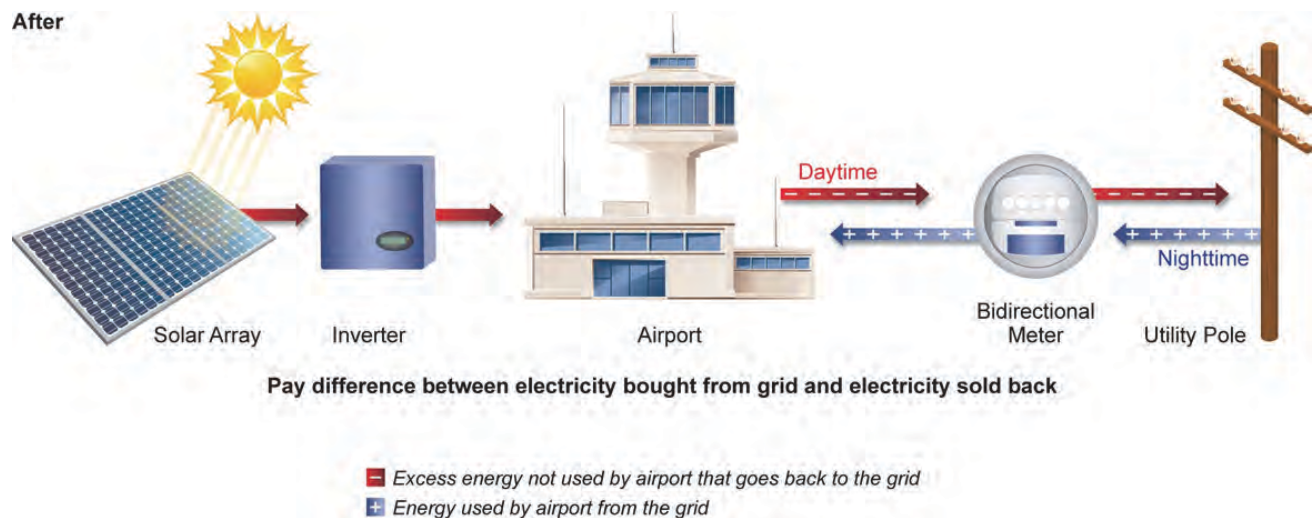 After
Daytime
Nighttime
Solar Array
Inverter
Airport
Bidirectional
Meter
Utility Pole
Pay difference between electricity bought from grid and electricity sold back
− Excess energy not used by airport that goes back to the grid
+ Energy used by airport from the grid